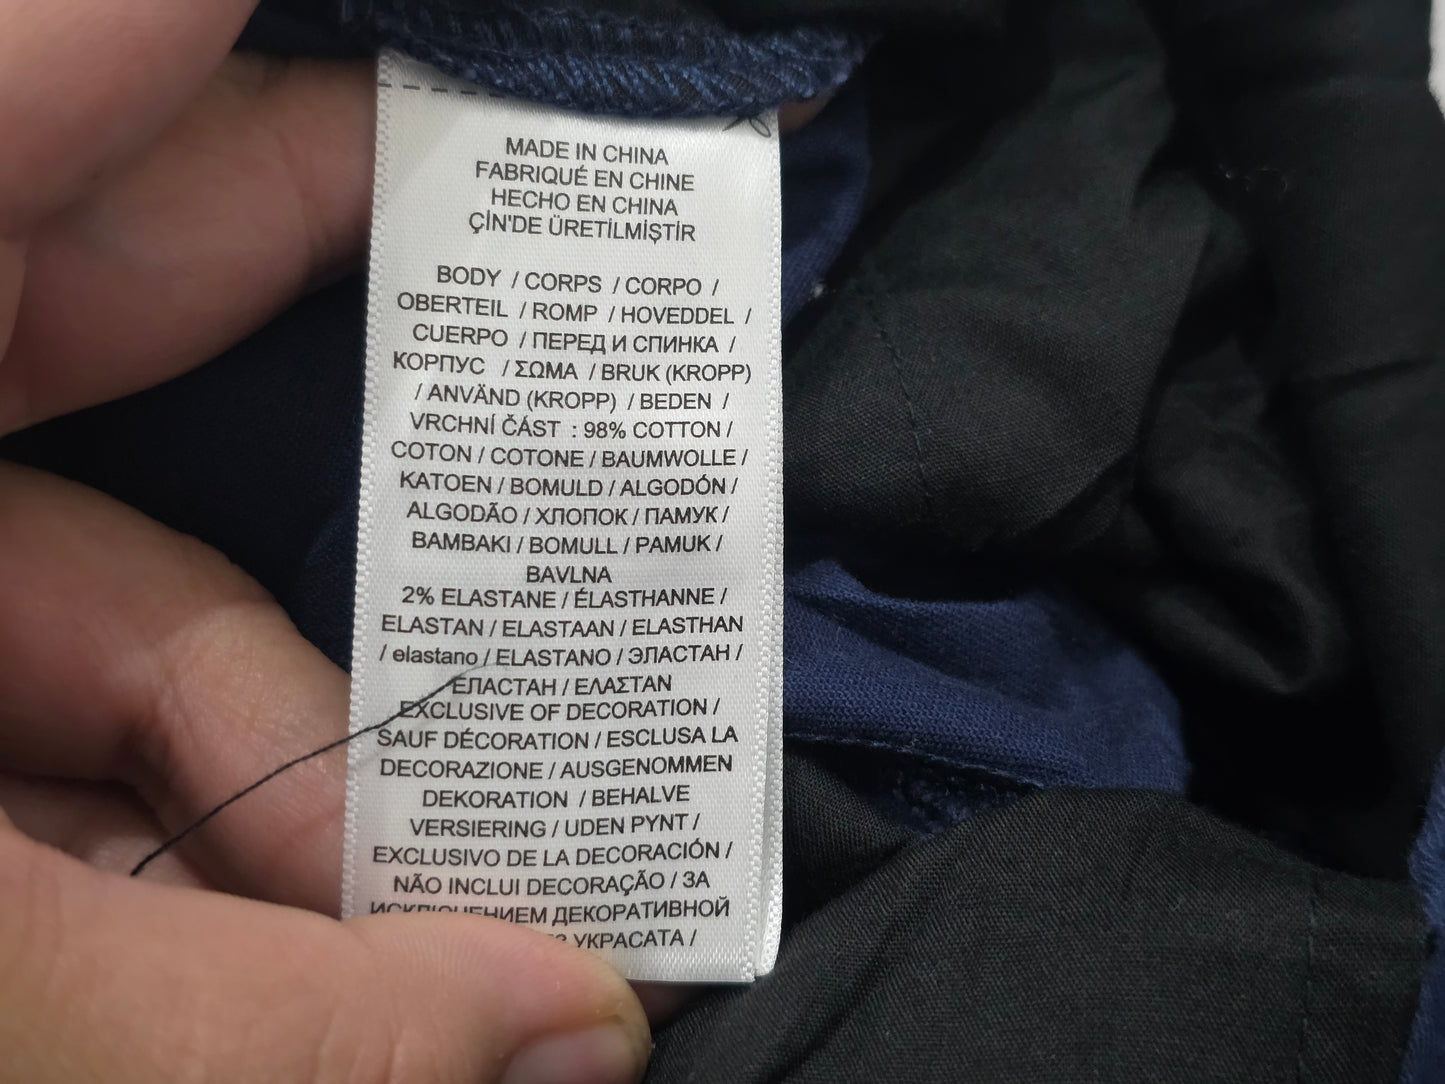 MADE IN CHINA
FABRIQUÉ EN CHINE
HECHO EN CHINA
ÇİN'DE ÜRETİLMİŞTİR
BODY / CORPS / CORPO /
OBERTEIL / ROMP / HOVEDDEL /
CUERPO / ПЕРЕД И СПИНКА /
КОРПУС / ΣΩΜΑ / BRUK (KROPP)
/ ANVÄND (KROPP) / BEDEN /
VRCHNÍ ČÁST : 98% COTTON /
COTON / COTONE / BAUMWOLLE /
KATOEN / BOMULD / ALGODÓN /
ALGODÃO / ХЛОПОК / ПАМУК /
BAMBAKI / BOMULL / PAMUK /
BAVLNA
2% ELASTANE / ÉLASTHANNE /
ELASTAN / ELASTAAN / ELASTHAN
/ elastano / ELASTANO / ЭЛАСТАН /
ЕЛАСТАН / ΕΛΑΣΤΑΝ
EXCLUSIVE OF DECORATION /
SAUF DÉCORATION / ESCLUSA LA
DECORAZIONE / AUSGENOMMEN
DEKORATION / BEHALVE
VERSIERING / UDEN PYNT /
EXCLUSIVO DE LA DECORACIÓN /
NÃO INCLUI DECORAÇÃO / ЗА
ИСКЛЮЧЕНИЕМ ДЕКОРАТИВНОЙ
УКРАСАТА /